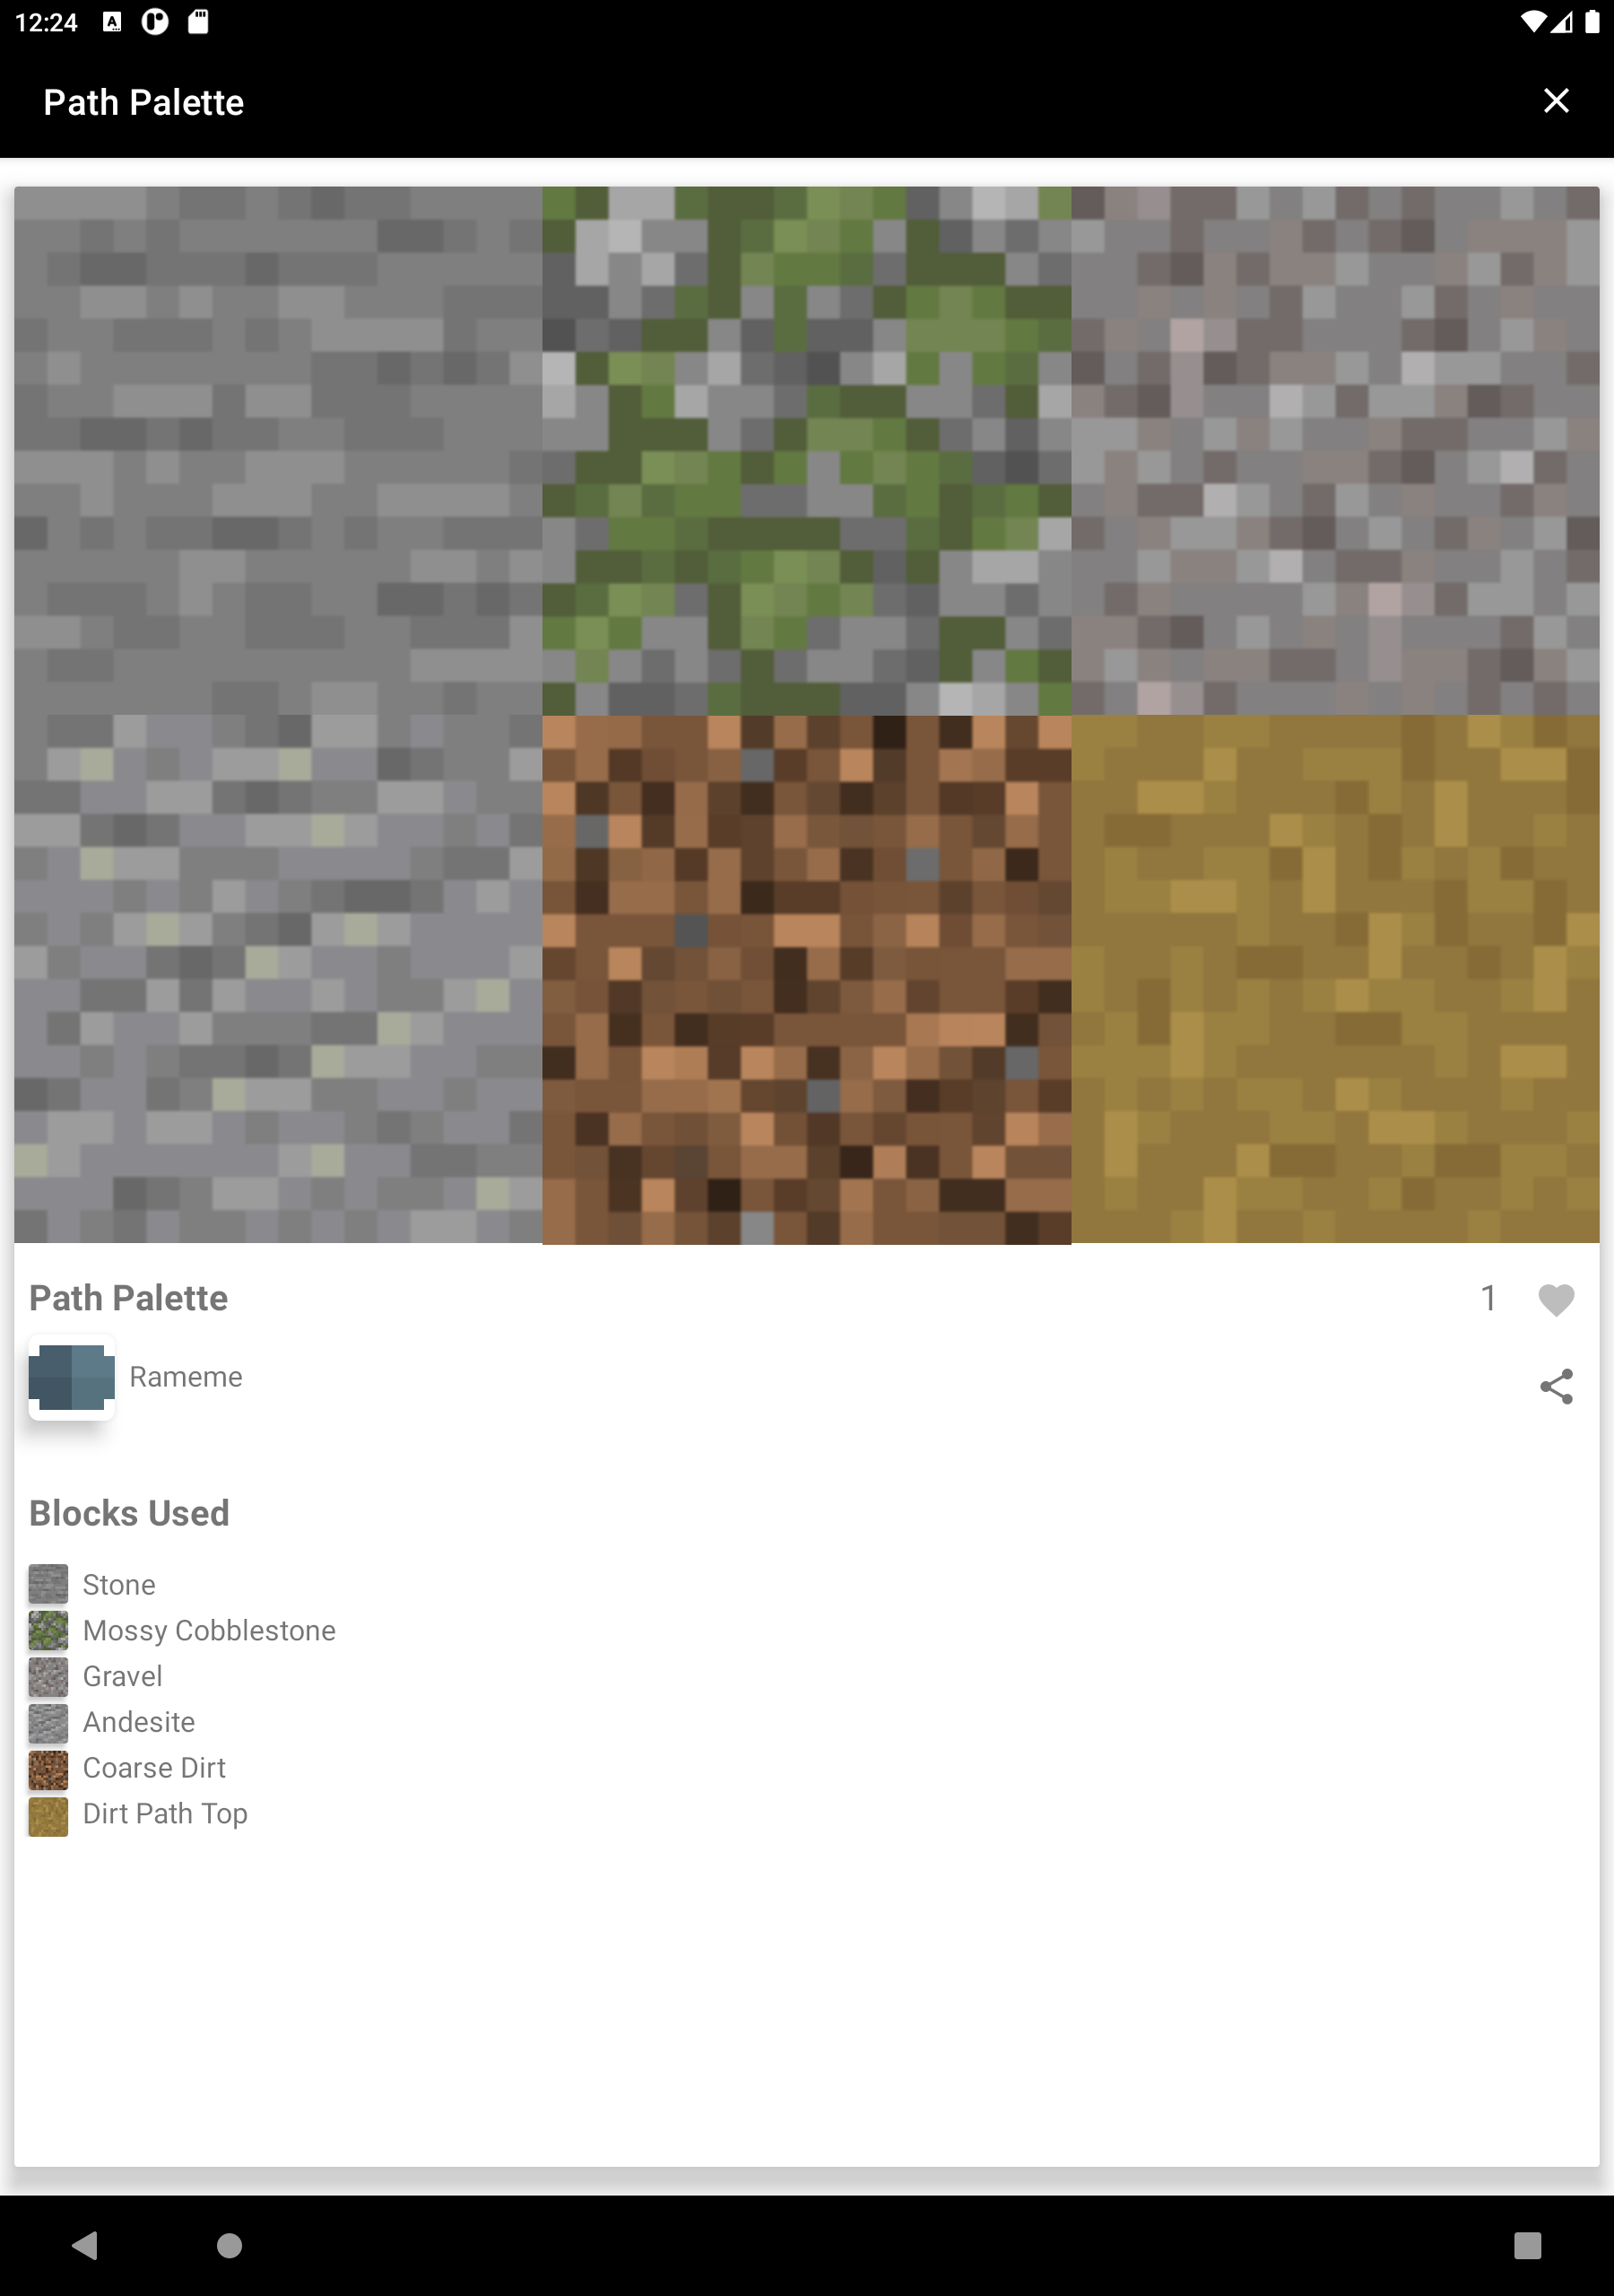 12:24
Path Palette
Path Palette
1
Rameme
Blocks Used
Stone
Mossy Cobblestone
Gravel
Andesite
Coarse Dirt
Dirt Path Top